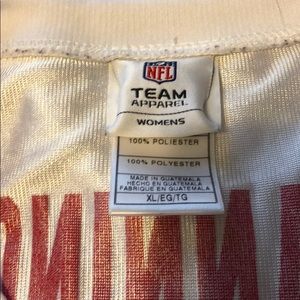 NFL
TEAM
APPAREL
WOMENS
100% POLIESTER
100% POLYESTER
MADE IN GUATEMALA
HECHO EN GUATEMALA
FABRIQUE EN GUATEMALA
XL/EG/TG